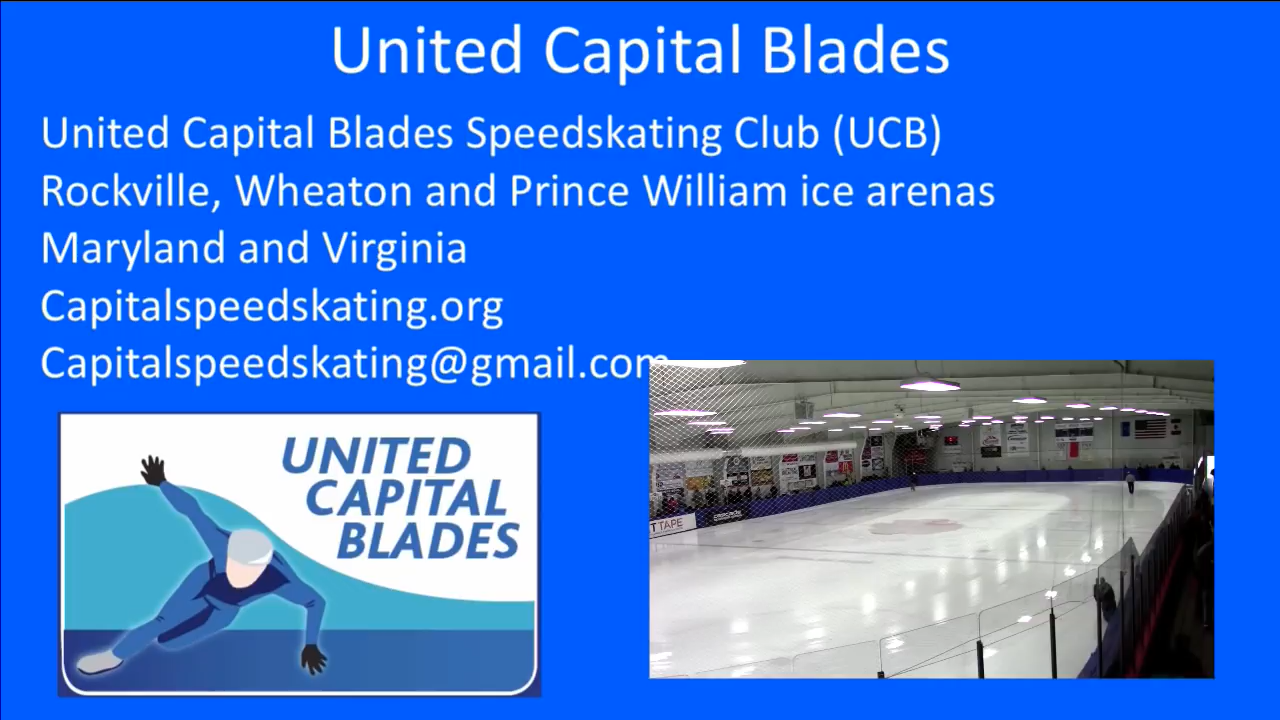 United Capital Blades
United Capital Blades Speedskating Club (UCB)
Rockville, Wheaton and Prince William ice arenas
Maryland and Virginia
Capitalspeedskating.org
Capitalspeedskating@gmail.com
UNITED
CAPITAL
BLADES
TAPE